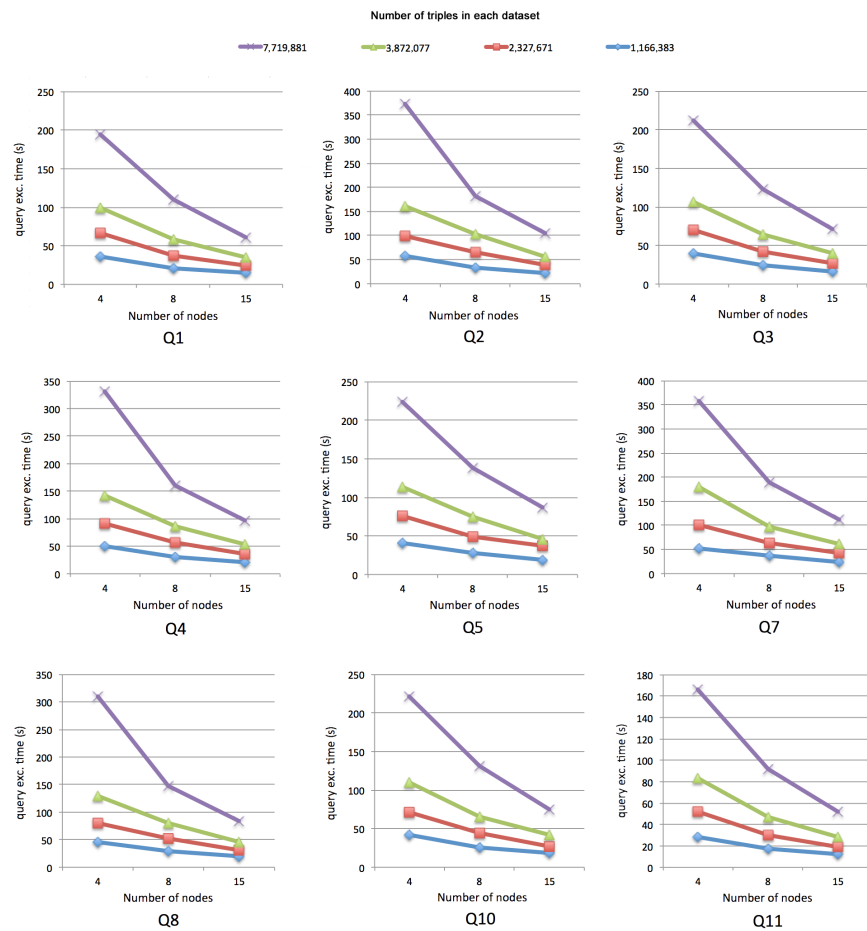 Number of triples in each dataset
7,719,881 3,872,077 2,327,671 1,166,383
query exc. time (s)
250
200
150
100
50
0
4 8 15
Number of nodes
Q1
query exc. time (s)
400
350
300
250
200
150
100
50
0
4 8 15
Number of nodes
Q2
query exc. time (s)
250
200
150
100
50
0
4 8 15
Number of nodes
Q3
query exc. time (s)
350
300
250
200
150
100
50
0
4 8 15
Number of nodes
Q4
query exc. time (s)
250
200
150
100
50
0
4 8 15
Number of nodes
Q5
query exc. time (s)
400
350
300
250
200
150
100
50
0
4 8 15
Number of nodes
Q7
query exc. time (s)
350
300
250
200
150
100
50
0
4 8 15
Number of nodes
Q8
query exc. time (s)
250
200
150
100
50
0
4 8 15
Number of nodes
Q10
query exc. time (s)
180
160
140
120
100
80
60
40
20
0
4 8 15
Number of nodes
Q11